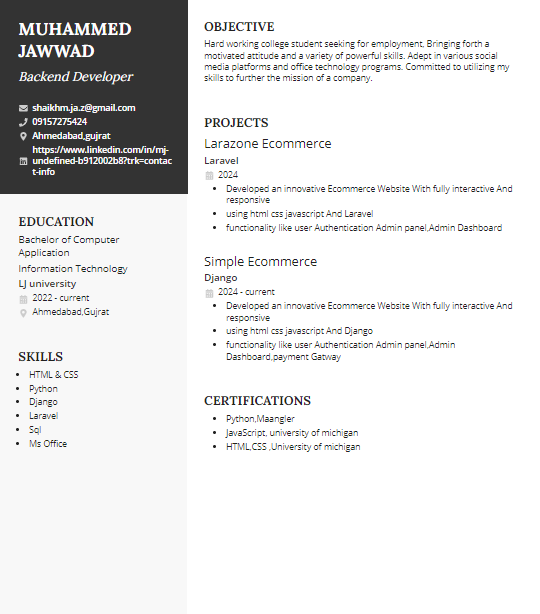 MUHAMMED
JAWWAD
Backend Developer
shaikhm.ja.z@gmail.com
09157275424
Ahmedabad,gujrat
https://www.linkedin.com/in/mj-
undefined-b912002b8?trk=contac
t-info
EDUCATION
Bachelor of Computer
Application
Information Technology
LJ university
2022 - current
Ahmedabad,Gujrat
SKILLS
HTML & CSS
Python
Django
Laravel
Sql
Ms Office
OBJECTIVE
Hard working college student seeking for employment, Bringing forth a
motivated attitude and a variety of powerful skills. Adept in various social
media platforms and office technology programs. Committed to utilizing my
skills to further the mission of a company.
PROJECTS
Larazone Ecommerce
Laravel
2024
Developed an innovative Ecommerce Website With fully interactive And
responsive
using html css javascript And Laravel
functionality like user Authentication Admin panel,Admin Dashboard
Simple Ecommerce
Django
2024 - current
Developed an innovative Ecommerce Website With fully interactive And
responsive
using html css javascript And Django
functionality like user Authentication Admin panel,Admin
Dashboard,payment Gatway
CERTIFICATIONS
Python,Maangler
JavaScript, university of michigan
HTML,CSS ,University of michigan